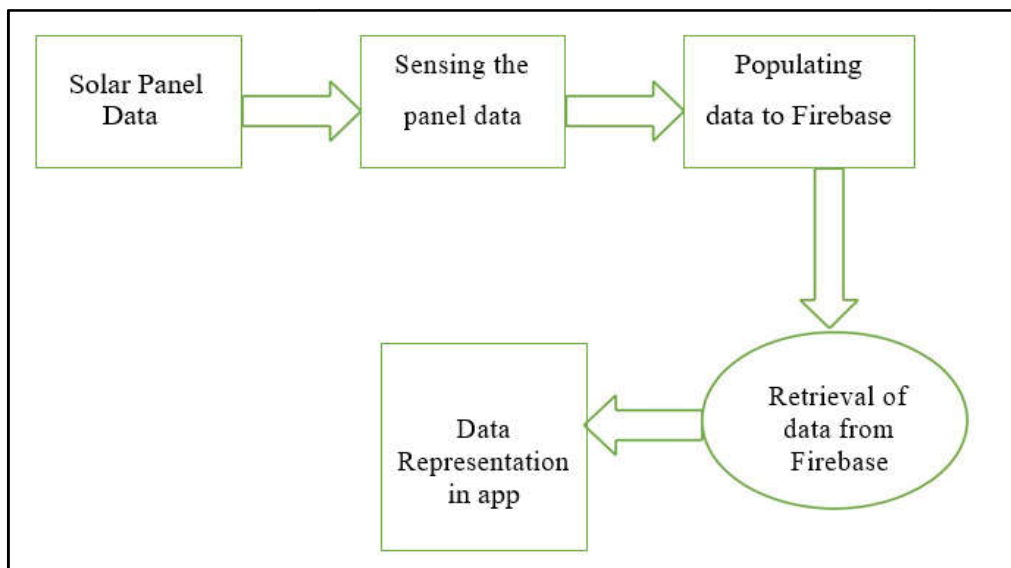 Solar Panel
Data
Sensing the
panel data
Populating
data to Firebase
Retrieval of
data from
Firebase
Data
Representation
in app